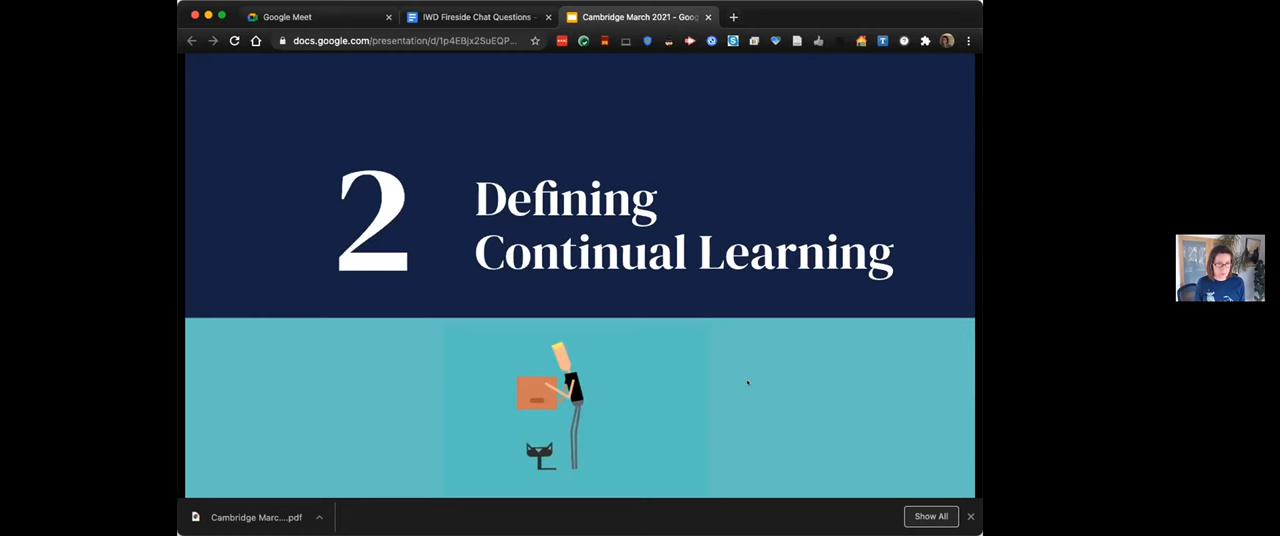 Google Meet
IWD Fireside Chat Questions -
Cambridge March 2021 - Goog
docs.google.com/presentation/d/1p4EBjx2SuEQP...
2
Defining
Continual Learning
Cambridge Marc....pdf
Show All